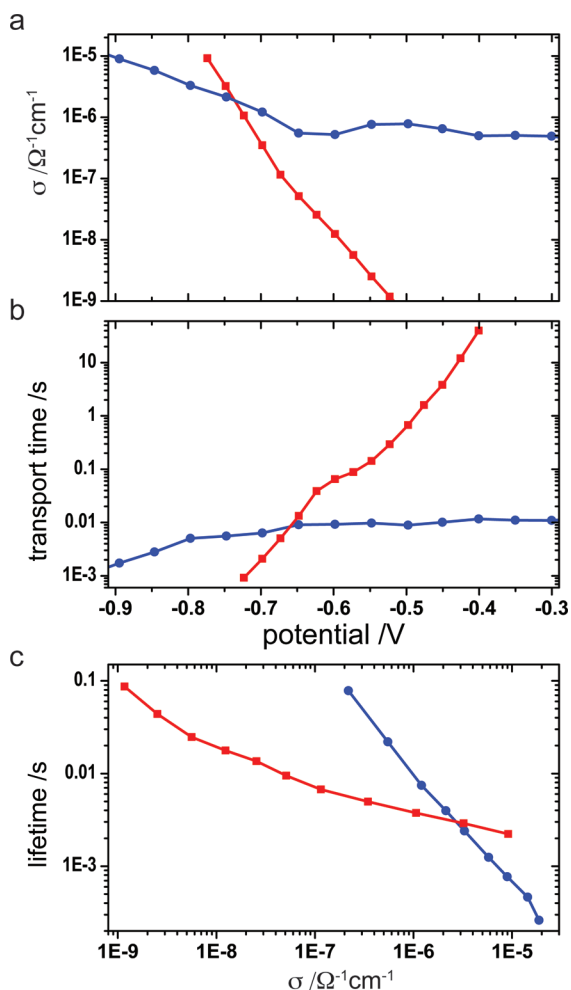 a
1E-5
1E-6
1E-7
1E-8
1E-9
σ /Ω⁻¹cm⁻¹
b
10
1
0.1
0.01
1E-3
transport time /s
-0.9 -0.8 -0.7 -0.6 -0.5 -0.4 -0.3
potential /V
c
0.1
0.01
1E-3
lifetime /s
1E-9 1E-8 1E-7 1E-6 1E-5
σ /Ω⁻¹cm⁻¹